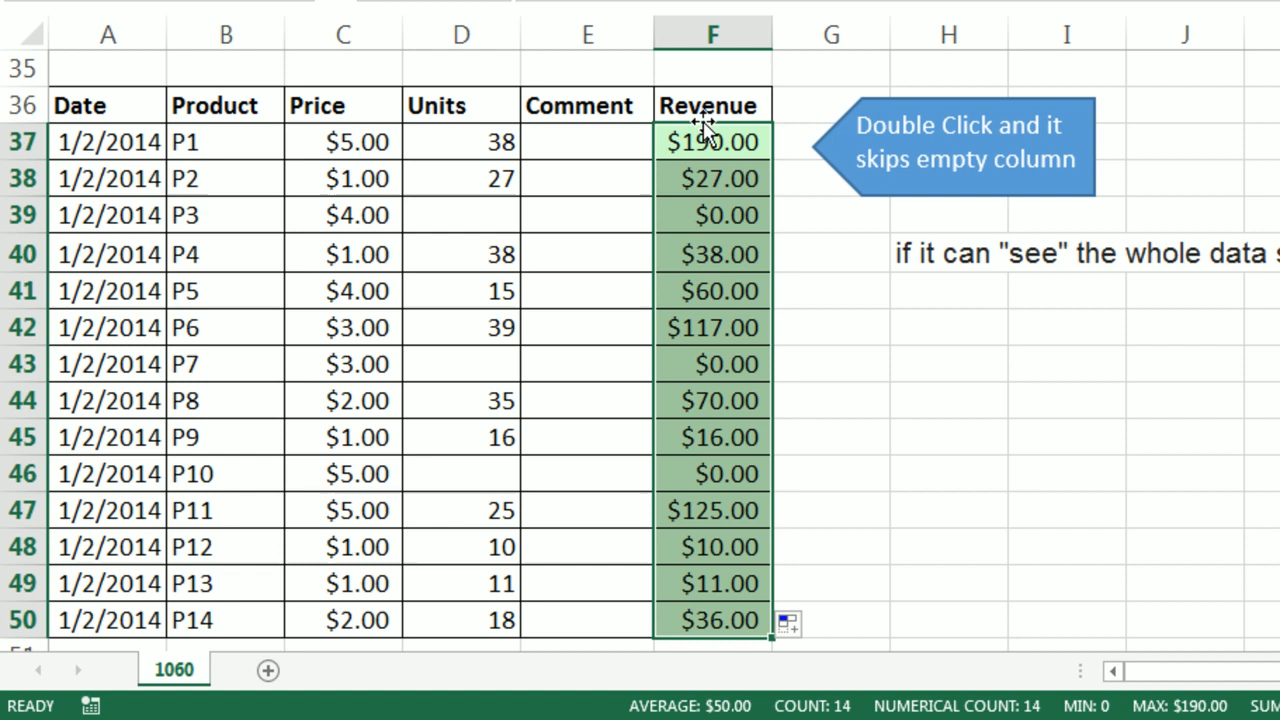 A B C D E F G H I J
35
36 Date Product Price Units Comment Revenue
37 1/2/2014 P1 $5.00 38 $190.00
38 1/2/2014 P2 $1.00 27 $27.00
39 1/2/2014 P3 $4.00 $0.00
40 1/2/2014 P4 $1.00 38 $38.00
41 1/2/2014 P5 $4.00 15 $60.00
42 1/2/2014 P6 $3.00 39 $117.00
43 1/2/2014 P7 $3.00 $0.00
44 1/2/2014 P8 $2.00 35 $70.00
45 1/2/2014 P9 $1.00 16 $16.00
46 1/2/2014 P10 $5.00 $0.00
47 1/2/2014 P11 $5.00 25 $125.00
48 1/2/2014 P12 $1.00 10 $10.00
49 1/2/2014 P13 $1.00 11 $11.00
50 1/2/2014 P14 $2.00 18 $36.00
Double Click and it
skips empty column
if it can "see" the whole data
1060
READY AVERAGE: $50.00 COUNT: 14 NUMERICAL COUNT: 14 MIN: 0 MAX: $190.00